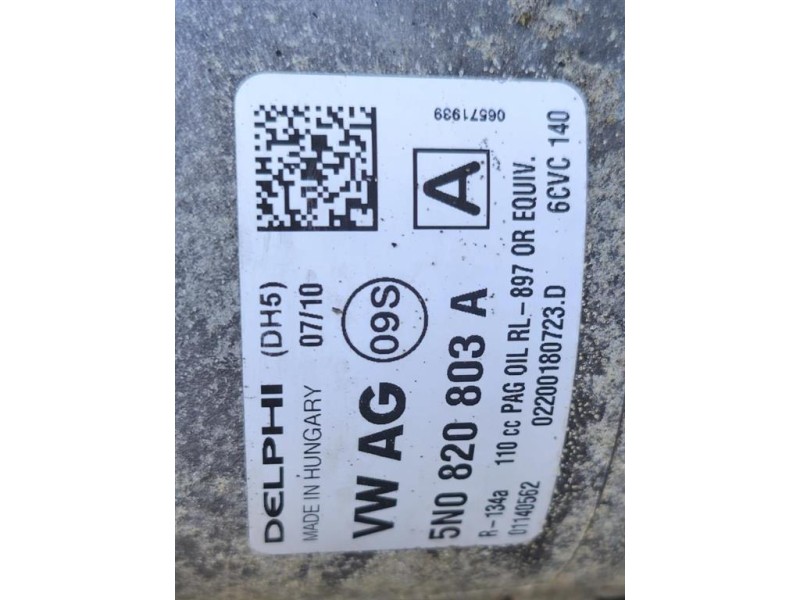 DELPHI (DH5)
MADE IN HUNGARY 07/10
VW AG 09S
5N0 820 803 A
A
06571939
R-134a 110 cc PAG OIL RL-897 OR EQUIV.
01140562 02200180723.D 6CVC 140